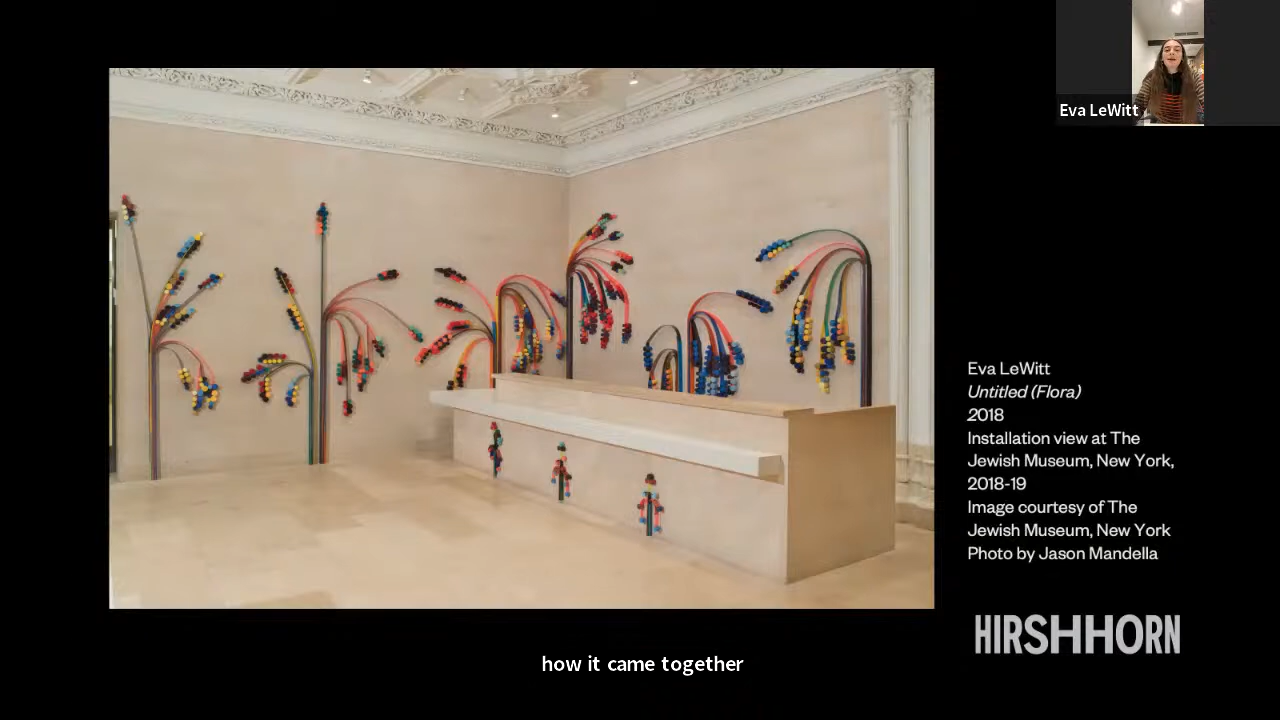 Eva LeWitt
Eva LeWitt
Untitled (Flora)
2018
Installation view at The
Jewish Museum, New York,
2018-19
Image courtesy of The
Jewish Museum, New York
Photo by Jason Mandella
HIRSHHORN
how it came together